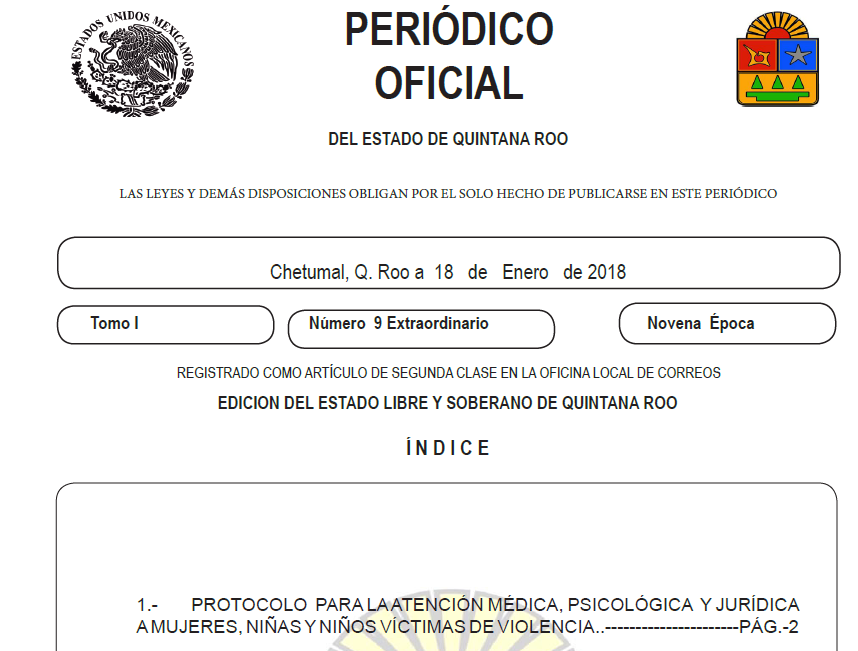 ESTADOS UNIDOS MEXICANOS
PERIÓDICO
OFICIAL
DEL ESTADO DE QUINTANA ROO
LAS LEYES Y DEMÁS DISPOSICIONES OBLIGAN POR EL SOLO HECHO DE PUBLICARSE EN ESTE PERIÓDICO
Chetumal, Q. Roo a 18 de Enero de 2018
Tomo I Número 9 Extraordinario Novena Época
REGISTRADO COMO ARTÍCULO DE SEGUNDA CLASE EN LA OFICINA LOCAL DE CORREOS
EDICION DEL ESTADO LIBRE Y SOBERANO DE QUINTANA ROO
ÍNDICE
1.- PROTOCOLO PARA LA ATENCIÓN MÉDICA, PSICOLÓGICA Y JURÍDICA
A MUJERES, NIÑAS Y NIÑOS VÍCTIMAS DE VIOLENCIA..----------------------PÁG.-2